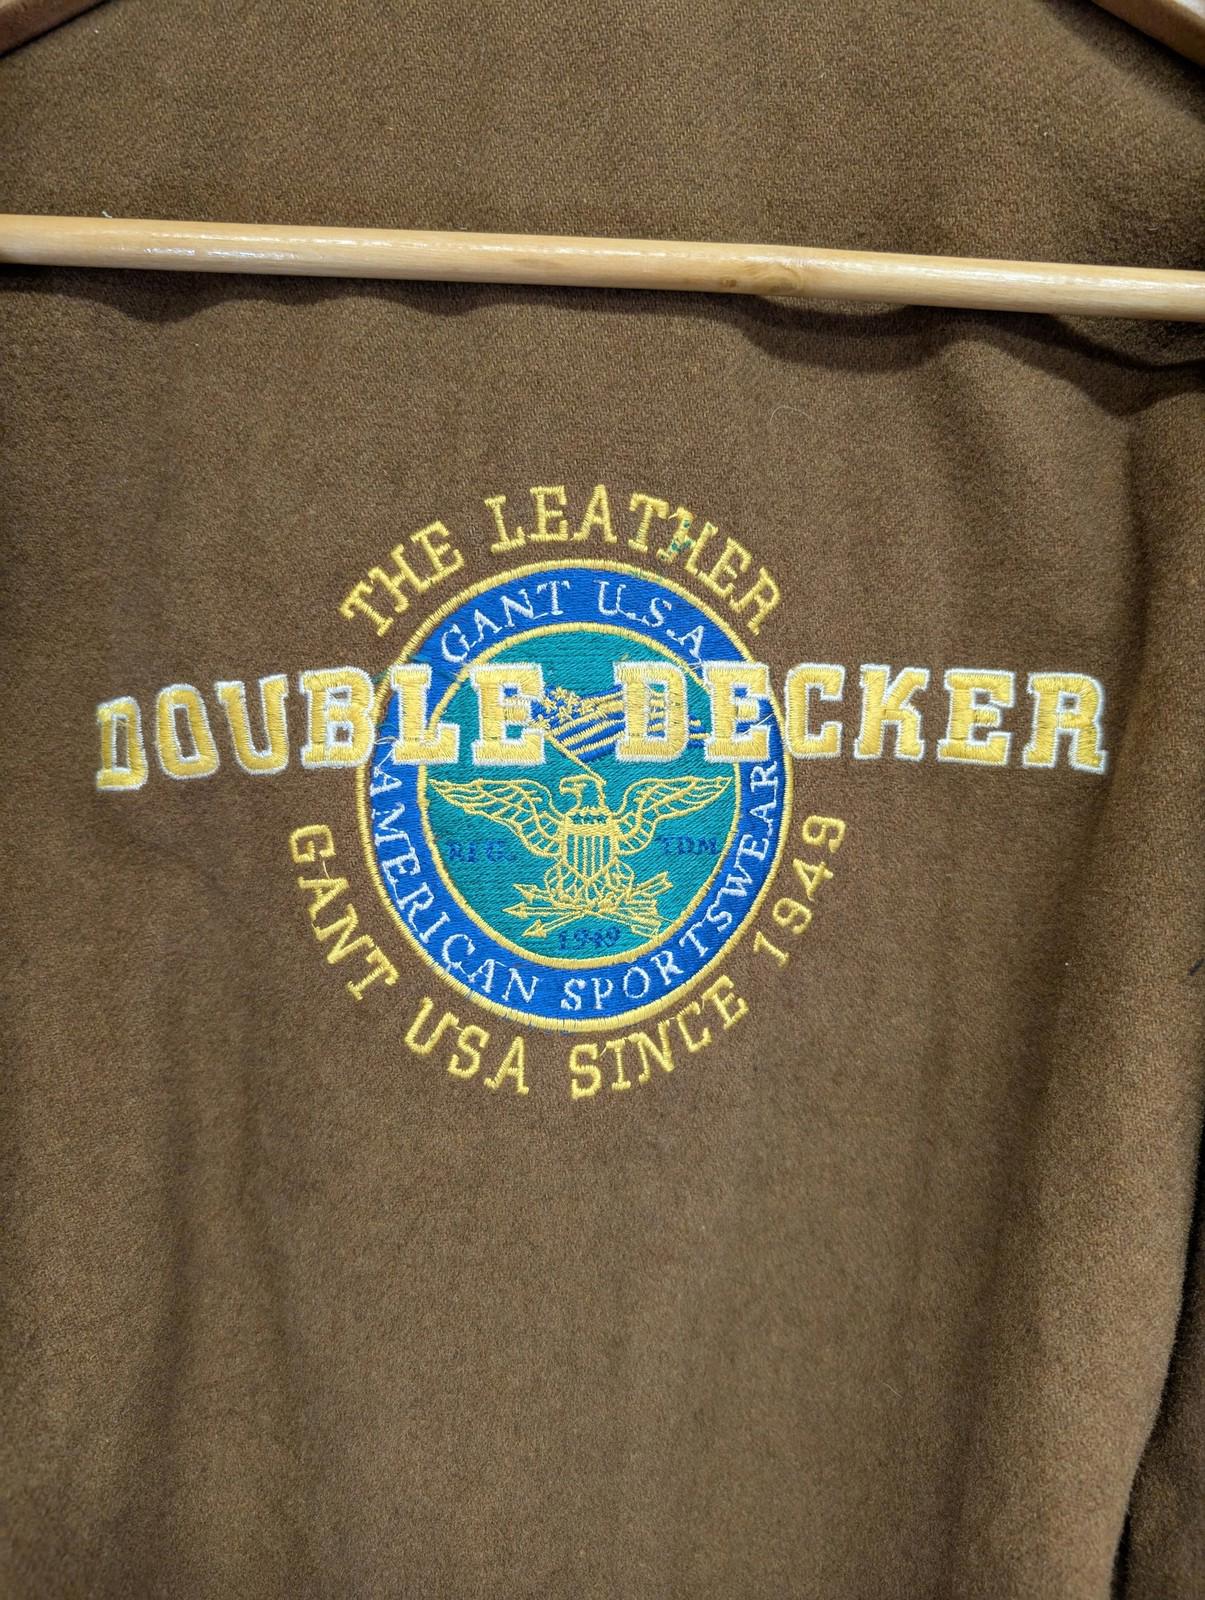 THE LEATHER
GANT U.S.A
DOUBLE DECKER
AMERICAN SPORTSWEAR
REG. TDM
1949
GANT USA SINCE 1949